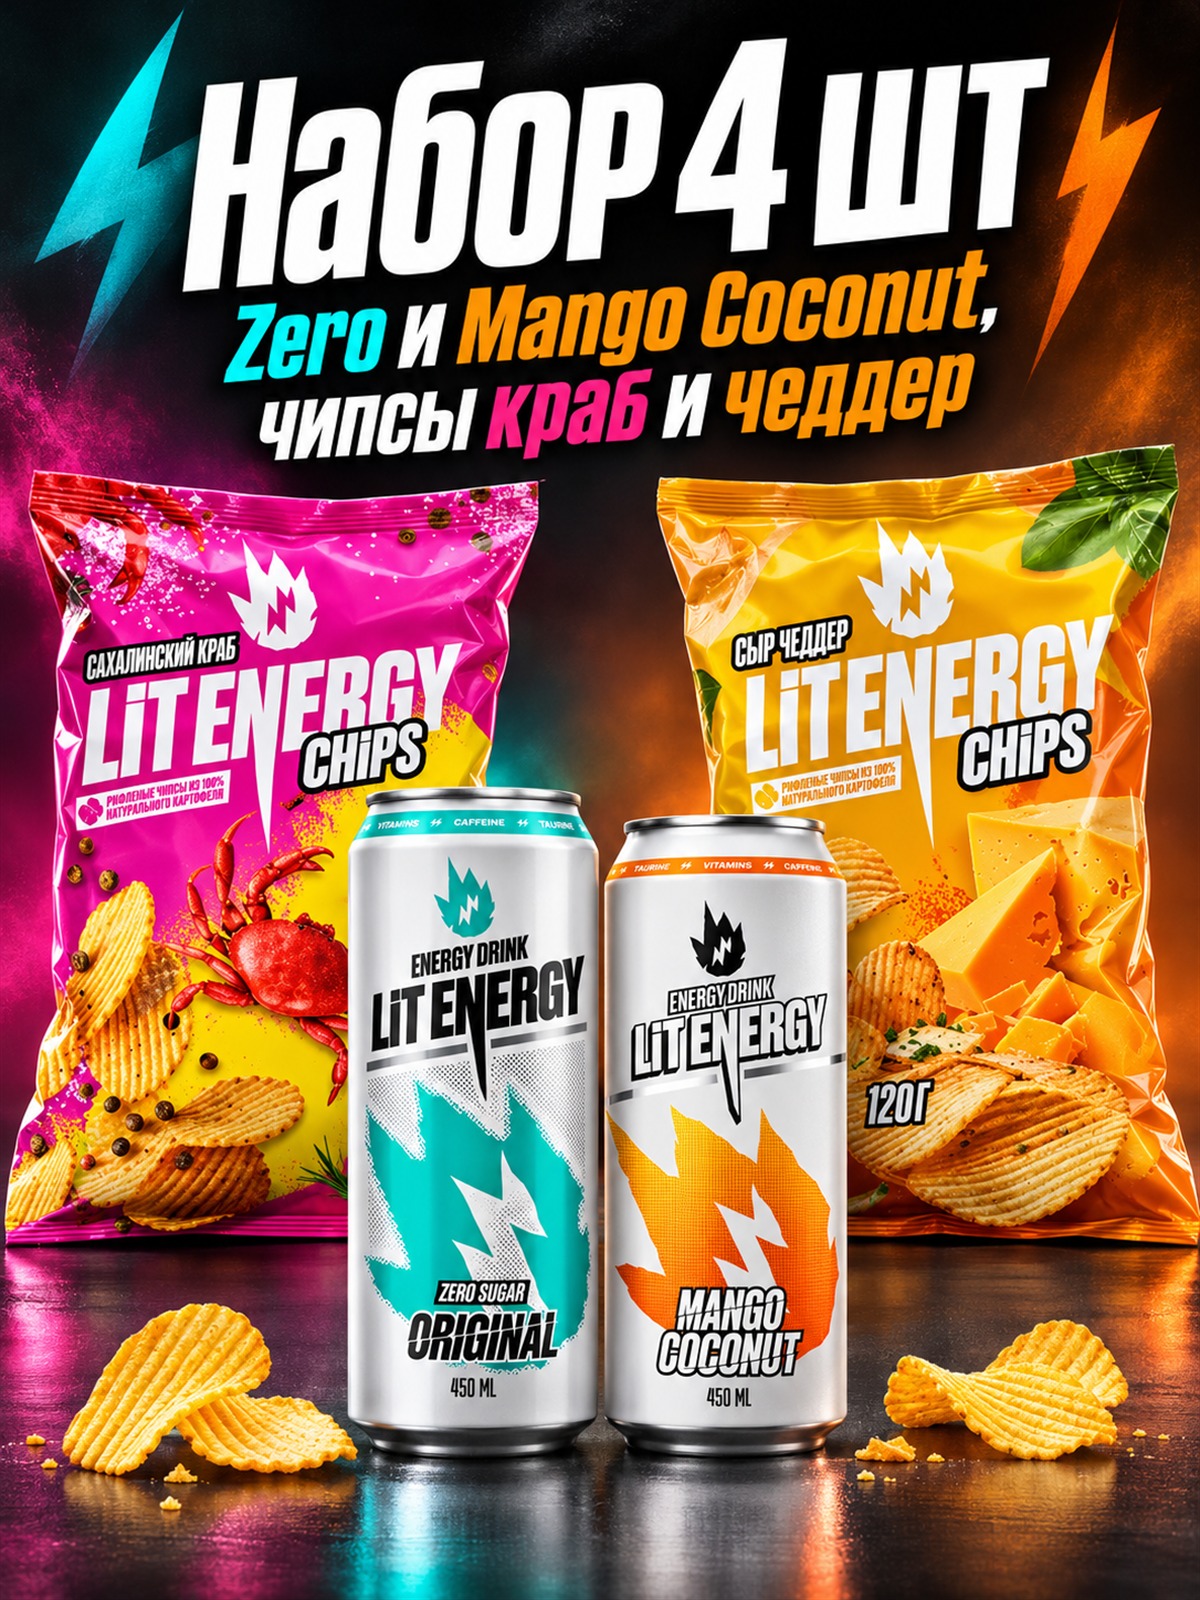 Набор 4 шт
Zero и Mango Coconut,
чипсы краб и чеддер
САХАЛИНСКИЙ КРАБ
LiT ENERGY
CHiPS
РИФЛЕНЫЕ ЧИПСЫ ИЗ 100%
НАТУРАЛЬНОГО КАРТОФЕЛЯ
СЫР ЧЕДДЕР
LiT ENERGY
CHiPS
РИФЛЕНЫЕ ЧИПСЫ ИЗ 100%
НАТУРАЛЬНОГО КАРТОФЕЛЯ
120Г
VITAMINS CAFFEINE TAURINE
ENERGY DRINK
LiT ENERGY
ZERO SUGAR
ORIGINAL
450 ML
TAURINE VITAMINS CAFFEINE
ENERGY DRINK
LiT ENERGY
MANGO
COCONUT
450 ML